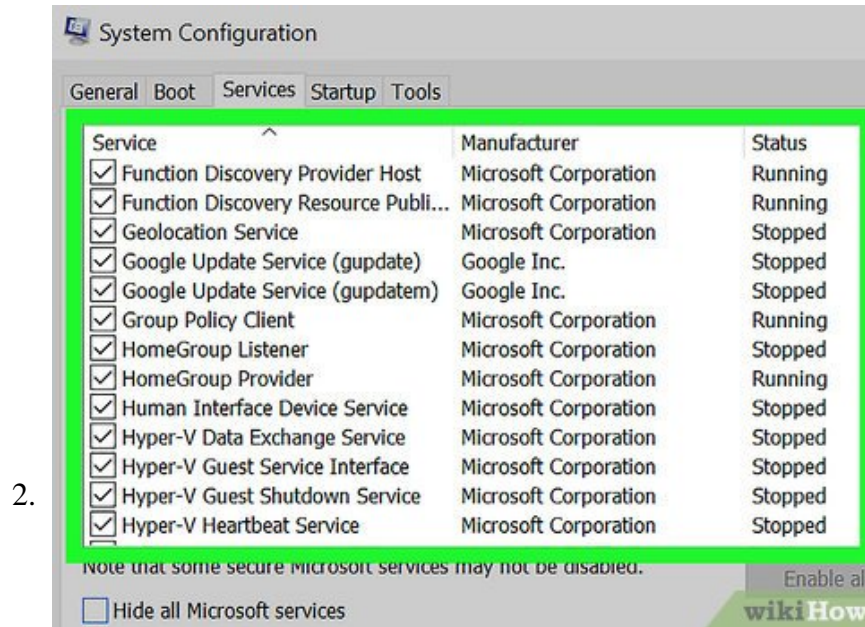 System Configuration
General Boot Services Startup Tools
Service Manufacturer Status
Function Discovery Provider Host Microsoft Corporation Running
Function Discovery Resource Publi... Microsoft Corporation Running
Geolocation Service Microsoft Corporation Stopped
Google Update Service (gupdate) Google Inc. Stopped
Google Update Service (gupdatem) Google Inc. Stopped
Group Policy Client Microsoft Corporation Running
HomeGroup Listener Microsoft Corporation Stopped
HomeGroup Provider Microsoft Corporation Running
Human Interface Device Service Microsoft Corporation Stopped
Hyper-V Data Exchange Service Microsoft Corporation Stopped
Hyper-V Guest Service Interface Microsoft Corporation Stopped
2. Hyper-V Guest Shutdown Service Microsoft Corporation Stopped
Hyper-V Heartbeat Service Microsoft Corporation Stopped
Note that some secure Microsoft services may not be disabled.
Enable al
Hide all Microsoft services
wikiHow